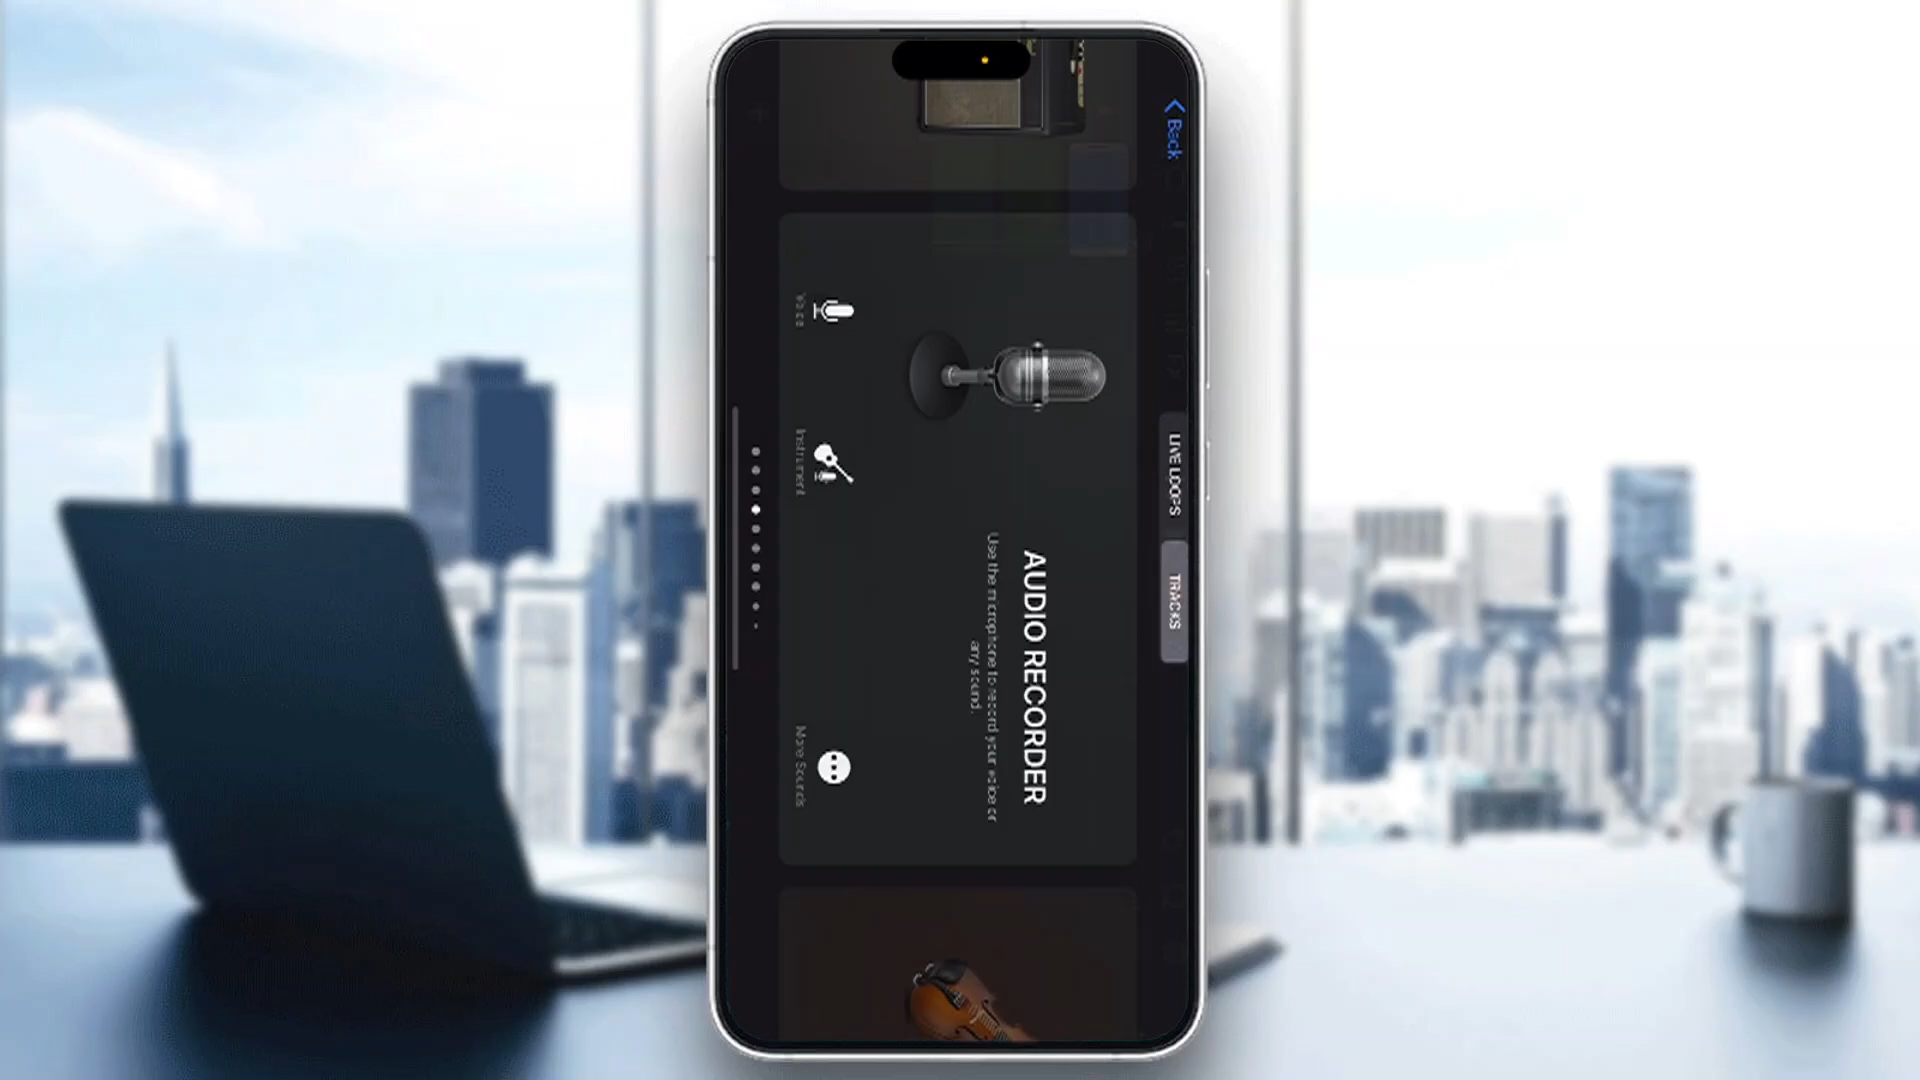 Back
LIVE LOOPS
TRACKS
AUDIO RECORDER
Use the microphone to record your voice or
any sound.
Voice
Instrument
More Sounds